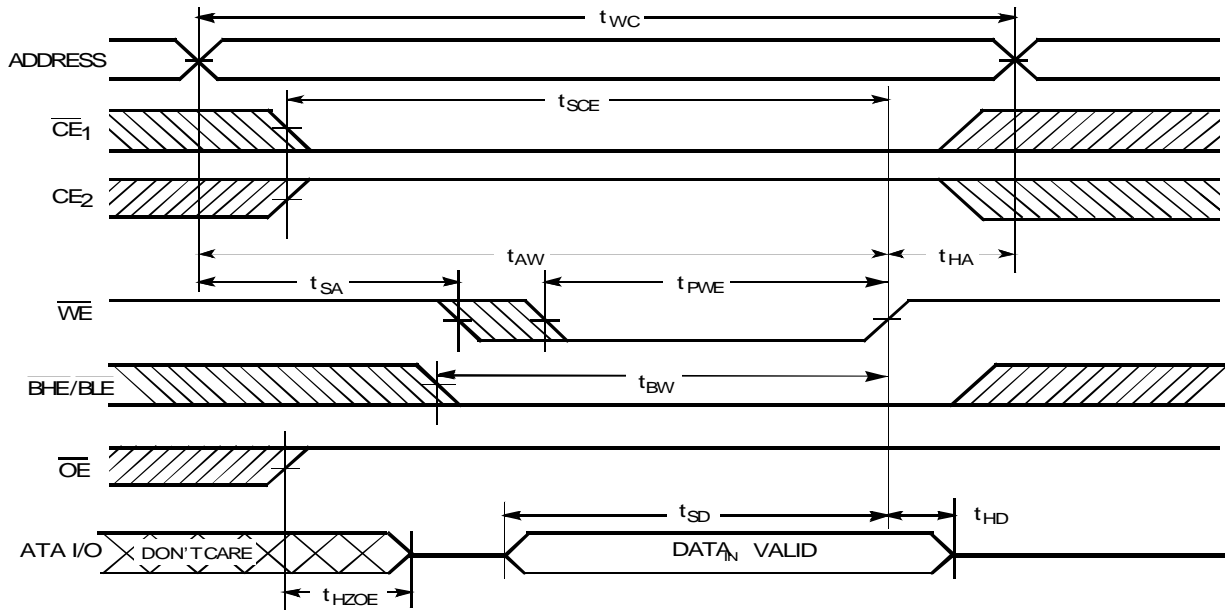 tWC
ADDRESS
tSCE
CE1
CE2
tAW
tHA
tSA
tPWE
WE
tBW
BHE/BLE
OE
tSD
tHD
ATA I/O
DON'T CARE
DATAIN VALID
tHZOE